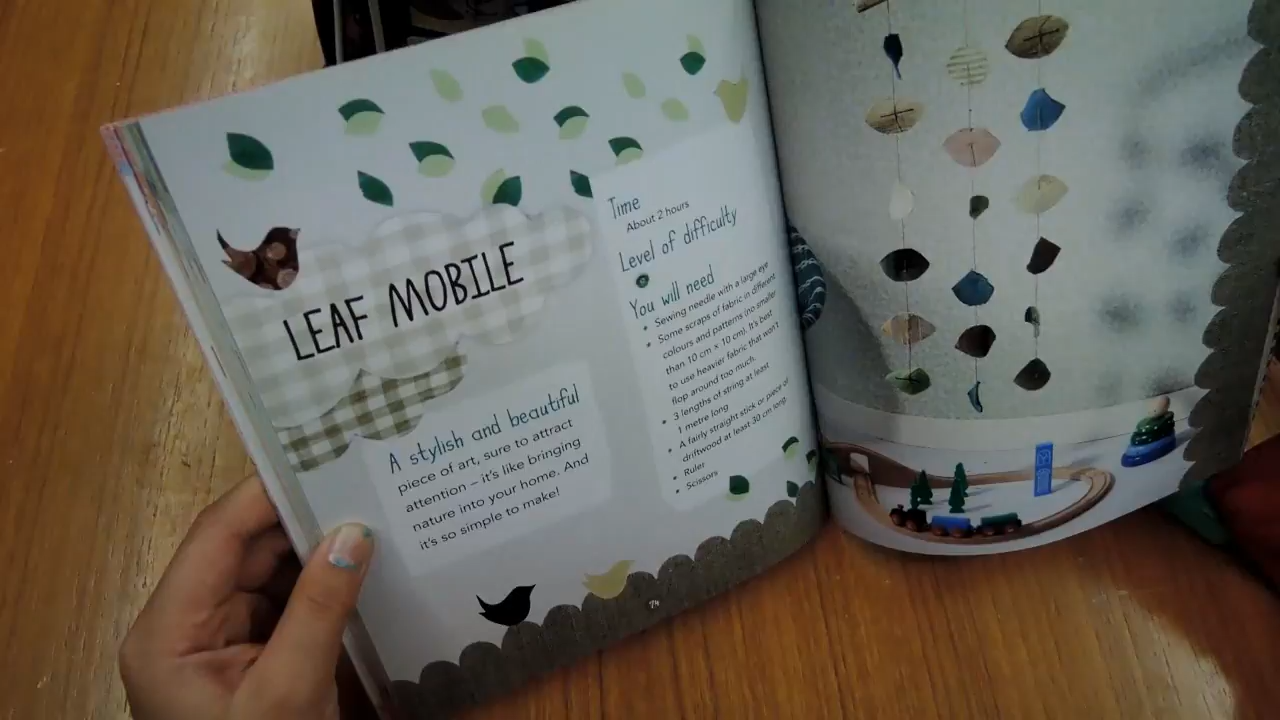 LEAF MOBILE
A stylish and beautiful
piece of art, sure to attract
attention – it's like bringing
nature into your home. And
it's so simple to make!
Time
About 2 hours
Level of difficulty
You will need
• Sewing needle with a large eye
• Some scraps of fabric in different
colours and patterns (no smaller
than 10 cm × 10 cm). It's best
to use heavier fabric that won't
flop around too much.
• 3 lengths of string at least
1 metre long
• A fairly straight stick or piece of
driftwood at least 30 cm long.
• Ruler
• Scissors
74